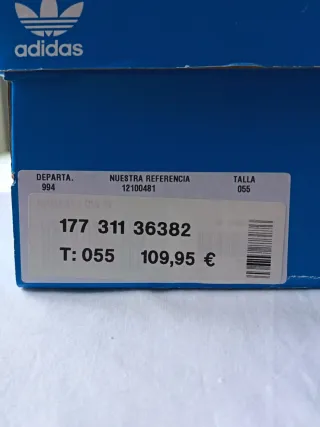 adidas
DEPARTA. NUESTRA REFERENCIA TALLA
994 12100481 055
177 311 36382
T: 055 109,95 €